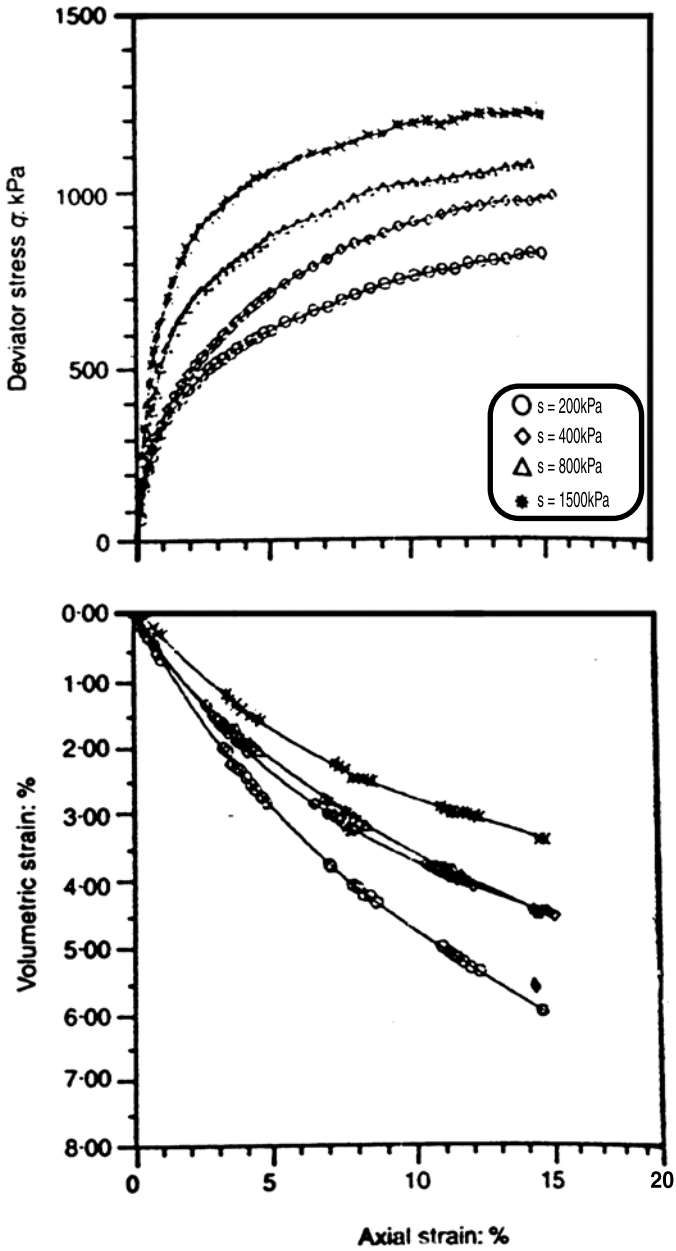 1500
1000
500
0
Deviator stress q: kPa
s = 200kPa
s = 400kPa
s = 800kPa
s = 1500kPa
0·00
1·00
2·00
3·00
4·00
5·00
6·00
7·00
8·00
Volumetric strain: %
0 5 10 15 20
Axial strain: %